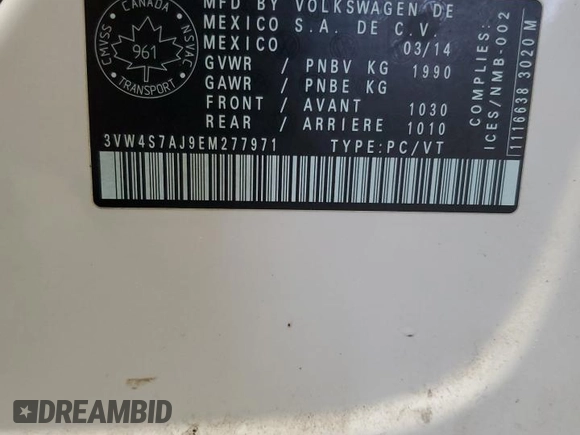 CANADA
CMVSS
NSVAC
961
TRANSPORT
MFD BY VOLKSWAGEN DE
MEXICO S.A. DE C.V.
MEXICO 03/14
GVWR / PNBV KG 1990
GAWR / PNBE KG
FRONT / AVANT 1030
REAR / ARRIERE 1010
3VW4S7AJ9EM277971 TYPE:PC/VT
COMPLIES:
ICES/NMB-002
1116638 3020M
DREAMBID